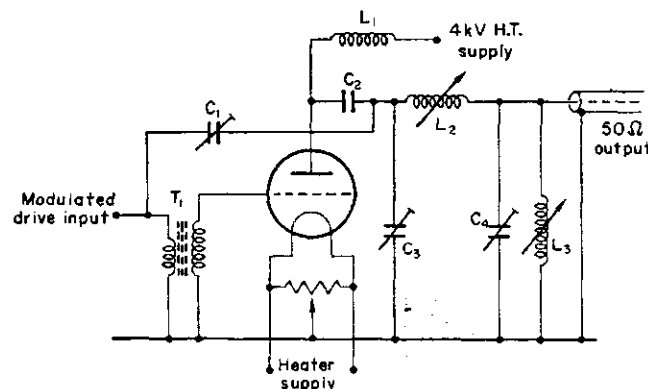 L1
4kV H.T.
supply
C2
C1
L2
50Ω
output
Modulated
drive input
T1
C3
C4
L3
Heater
supply